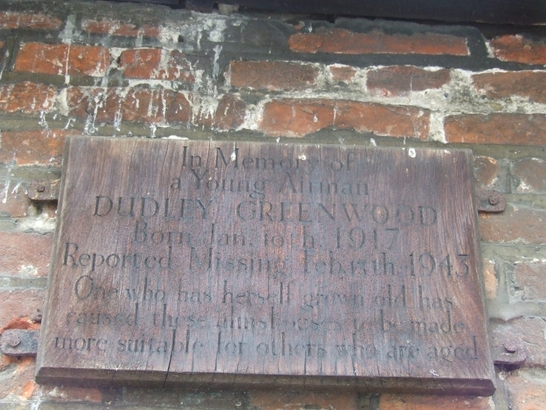 In Memory of
a Young Airman
DUDLEY GREENWOOD
Born Jan. 10th. 1917
Reported Missing Feb. 1943
One who has herself grown old has
caused these almshouses to be made
more suitable for others who are aged